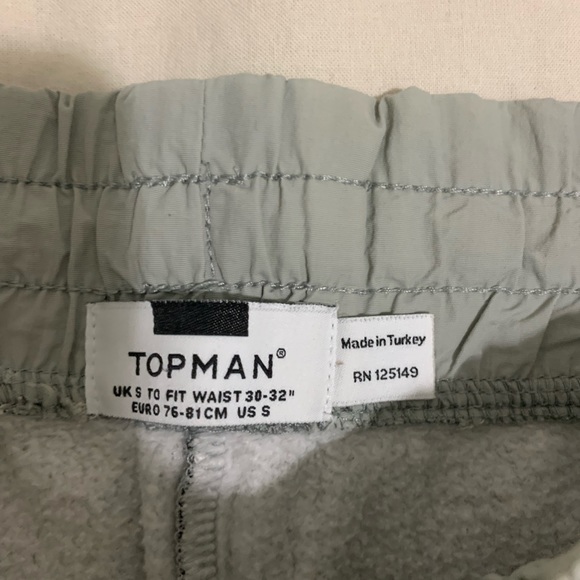 TOPMAN®
UK S TO FIT WAIST 30-32"
EURO 76-81CM US S
Made in Turkey
RN 125149